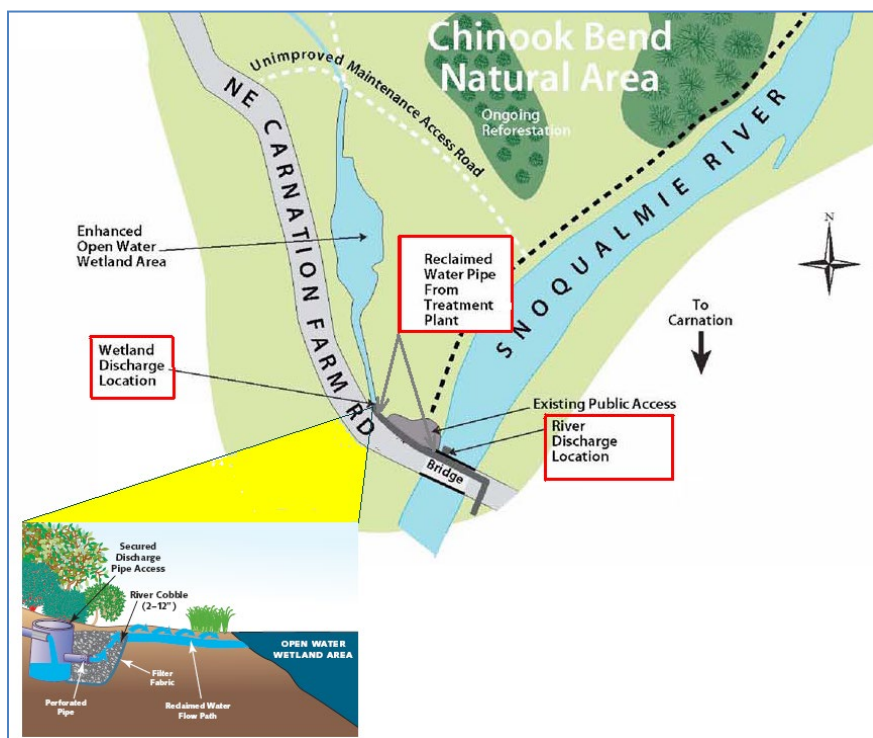 Chinook Bend
Natural Area
Unimproved Maintenance Access Road
Ongoing
Reforestation
NE CARNATION FARM RD
SNOQUALMIE RIVER
N
Enhanced
Open Water
Wetland Area
Reclaimed
Water Pipe
From
Treatment
Plant
To
Carnation
Wetland
Discharge
Location
Existing Public Access
River
Discharge
Location
Bridge
Secured
Discharge
Pipe Access
River Cobble
(2–12")
OPEN WATER
WETLAND AREA
Filter
Fabric
Perforated
Pipe
Reclaimed Water
Flow Path